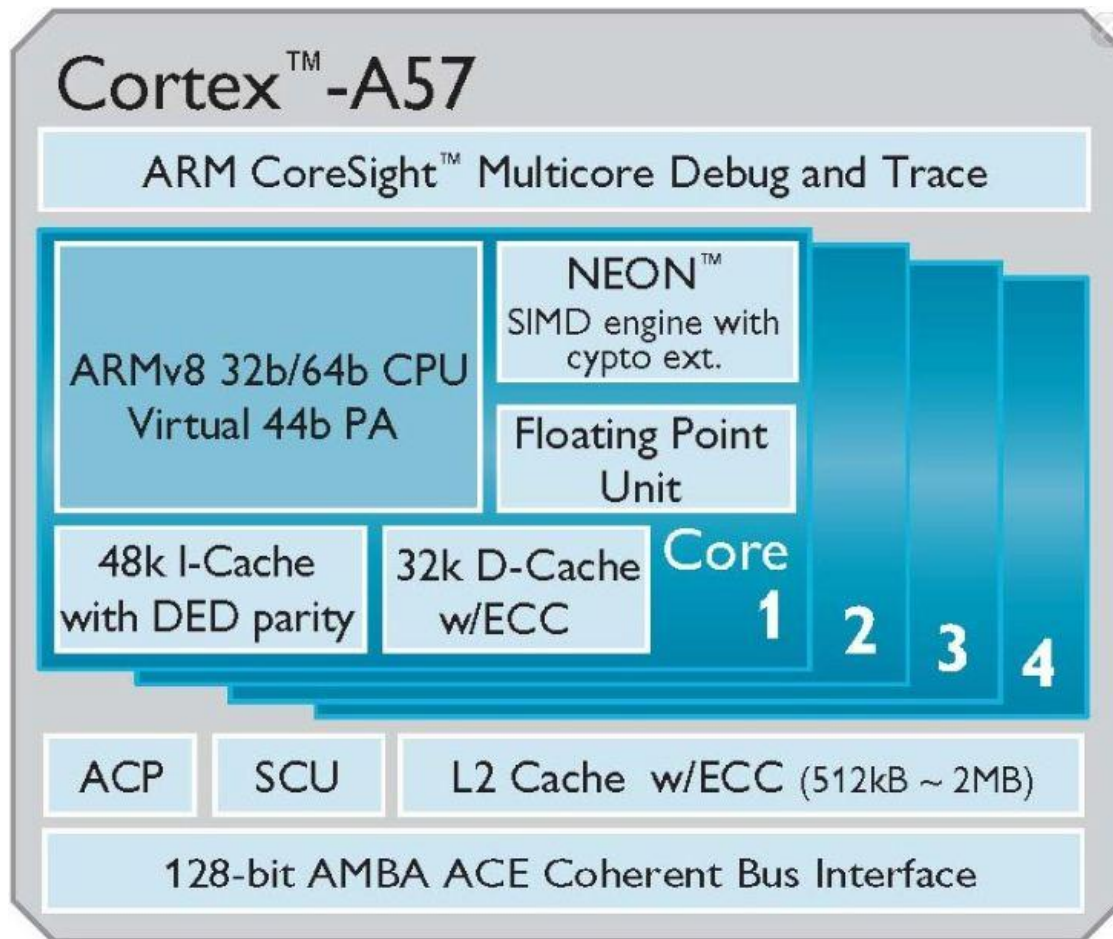 Cortex™-A57
ARM CoreSight™ Multicore Debug and Trace
ARMv8 32b/64b CPU
Virtual 44b PA
NEON™
SIMD engine with
cypto ext.
Floating Point
Unit
48k I-Cache
with DED parity
32k D-Cache
w/ECC
Core
1
2
3
4
ACP
SCU
L2 Cache w/ECC (512kB ~ 2MB)
128-bit AMBA ACE Coherent Bus Interface